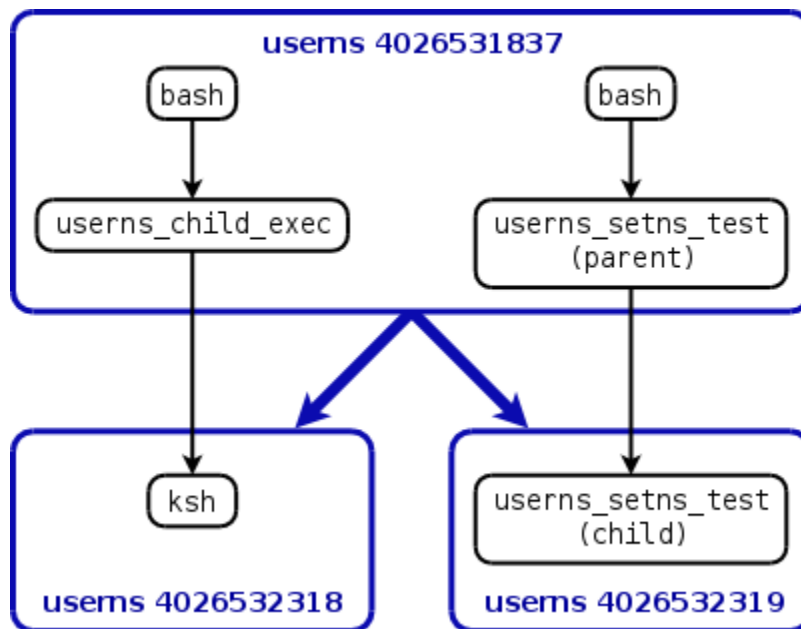 userns 4026531837
bash
bash
userns_child_exec
userns_setns_test
(parent)
ksh
userns_setns_test
(child)
userns 4026532318
userns 4026532319